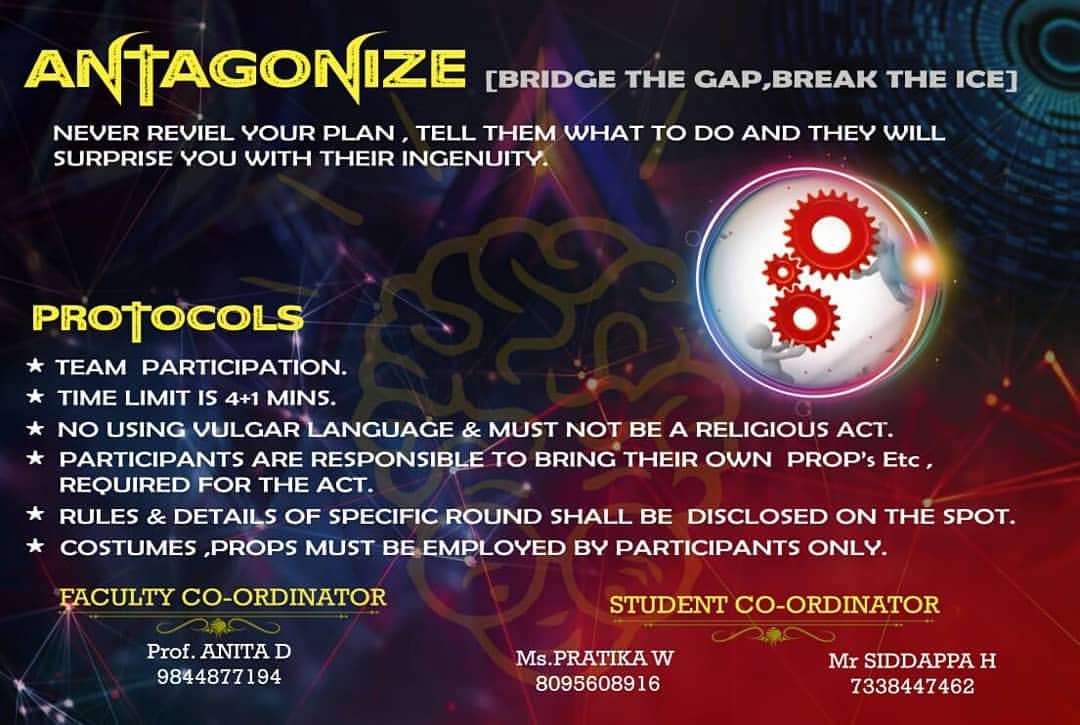 ANTAGONIZE [BRIDGE THE GAP,BREAK THE ICE]
NEVER REVIEL YOUR PLAN , TELL THEM WHAT TO DO AND THEY WILL
SURPRISE YOU WITH THEIR INGENUITY.
PROTOCOLS
★ TEAM PARTICIPATION.
★ TIME LIMIT IS 4+1 MINS.
★ NO USING VULGAR LANGUAGE & MUST NOT BE A RELIGIOUS ACT.
★ PARTICIPANTS ARE RESPONSIBLE TO BRING THEIR OWN PROP's Etc ,
REQUIRED FOR THE ACT.
★ RULES & DETAILS OF SPECIFIC ROUND SHALL BE DISCLOSED ON THE SPOT.
★ COSTUMES ,PROPS MUST BE EMPLOYED BY PARTICIPANTS ONLY.
FACULTY CO-ORDINATOR
Prof. ANITA D
9844877194
STUDENT CO-ORDINATOR
Ms.PRATIKA W
8095608916
Mr SIDDAPPA H
7338447462